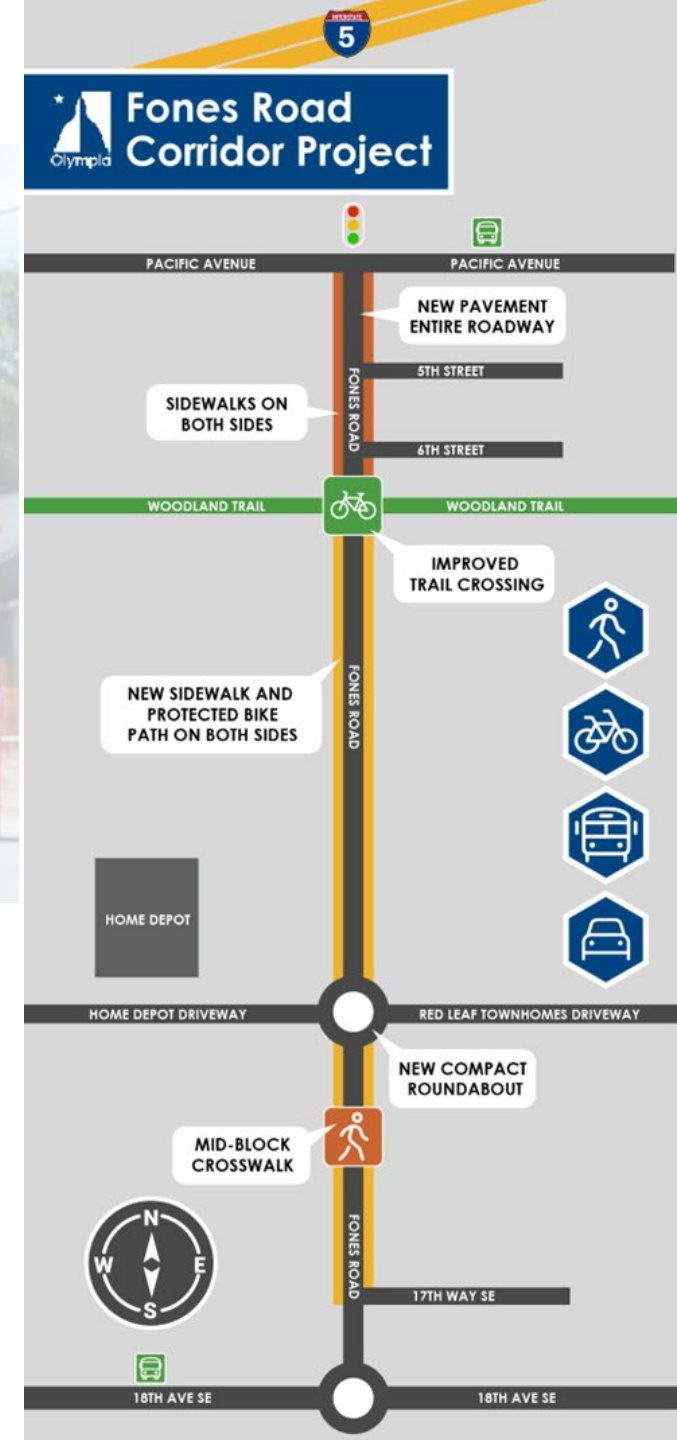 INTERSTATE
5
Fones Road
Corridor Project
Olympia
PACIFIC AVENUE
PACIFIC AVENUE
NEW PAVEMENT
ENTIRE ROADWAY
5TH STREET
FONES ROAD
SIDEWALKS ON
BOTH SIDES
6TH STREET
WOODLAND TRAIL
WOODLAND TRAIL
IMPROVED
TRAIL CROSSING
FONES ROAD
NEW SIDEWALK AND
PROTECTED BIKE
PATH ON BOTH SIDES
HOME DEPOT
HOME DEPOT DRIVEWAY
RED LEAF TOWNHOMES DRIVEWAY
NEW COMPACT
ROUNDABOUT
MID-BLOCK
CROSSWALK
N
W
E
S
FONES ROAD
17TH WAY SE
18TH AVE SE
18TH AVE SE